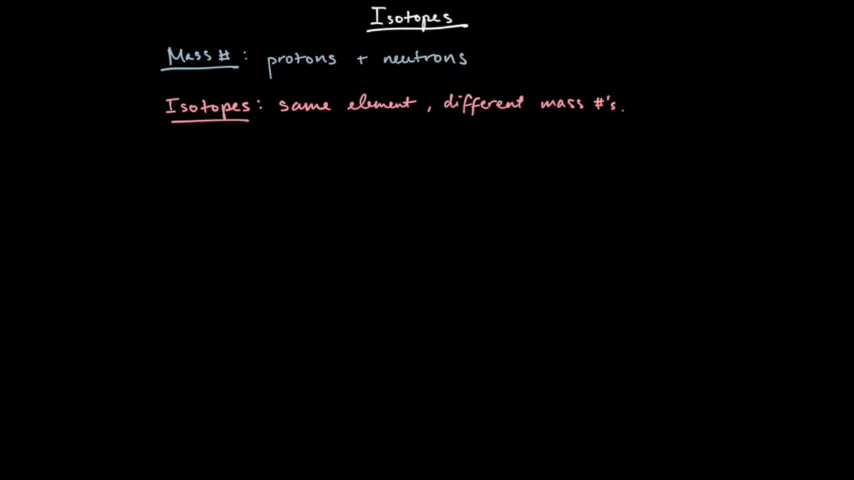 Isotopes
Mass #: protons + neutrons
Isotopes: same element, different mass #'s.